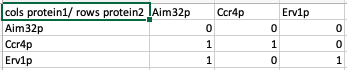 cols protein1/ rows protein2 Aim32p Ccr4p Erv1p
Aim32p 0 0 0
Ccr4p 1 1 0
Erv1p 1 0 1